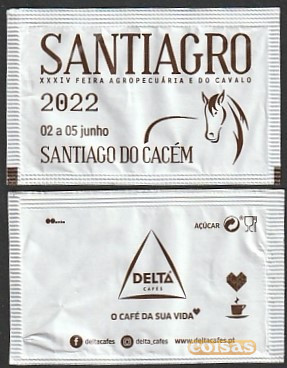 SANTIAGRO
XXXIV FEIRA AGROPECUÁRIA E DO CAVALO
2022
02 a 05 junho
SANTIAGO DO CACÉM
AÇÚCAR
DELTA
CAFÉS
O CAFÉ DA SUA VIDA
deltacafes
delta_cafes
www.deltacafes.pt
coisas